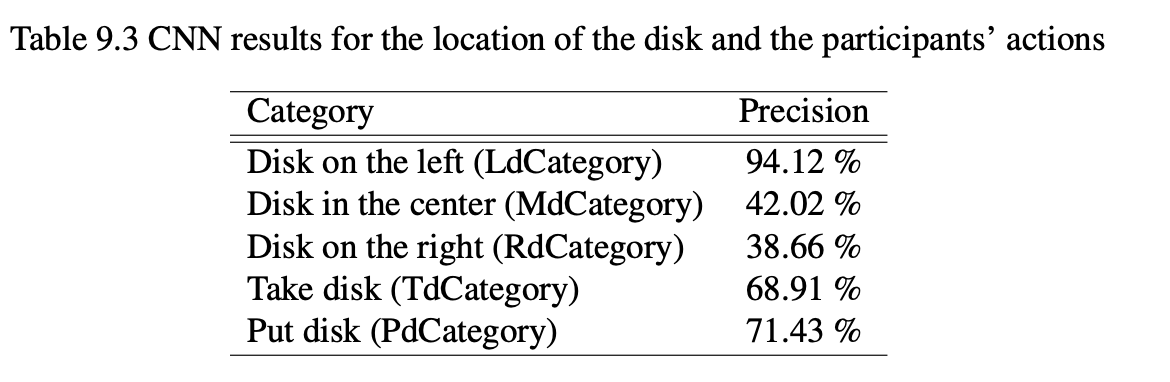 Table 9.3 CNN results for the location of the disk and the participants’ actions
Category Precision
Disk on the left (LdCategory) 94.12 %
Disk in the center (MdCategory) 42.02 %
Disk on the right (RdCategory) 38.66 %
Take disk (TdCategory) 68.91 %
Put disk (PdCategory) 71.43 %